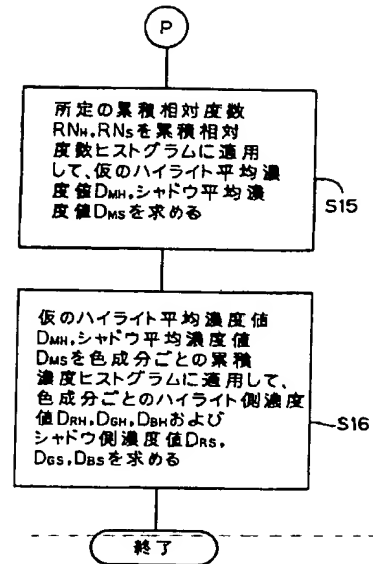 P
所定の累積相対度数
RNH,RNSを累積相対
度数ヒストグラムに適用
して、仮のハイライト平均濃
度値DMH,シャドウ平均濃
度値DMSを求める
S15
仮のハイライト平均濃度値
DMH,シャドウ平均濃度値
DMSを色成分ごとの累積
濃度ヒストグラムに適用して、
色成分ごとのハイライト側濃度
値DRH,DGH,DBHおよび
シャドウ側濃度値DRS,
DGS,DBSを求める
S16
終了